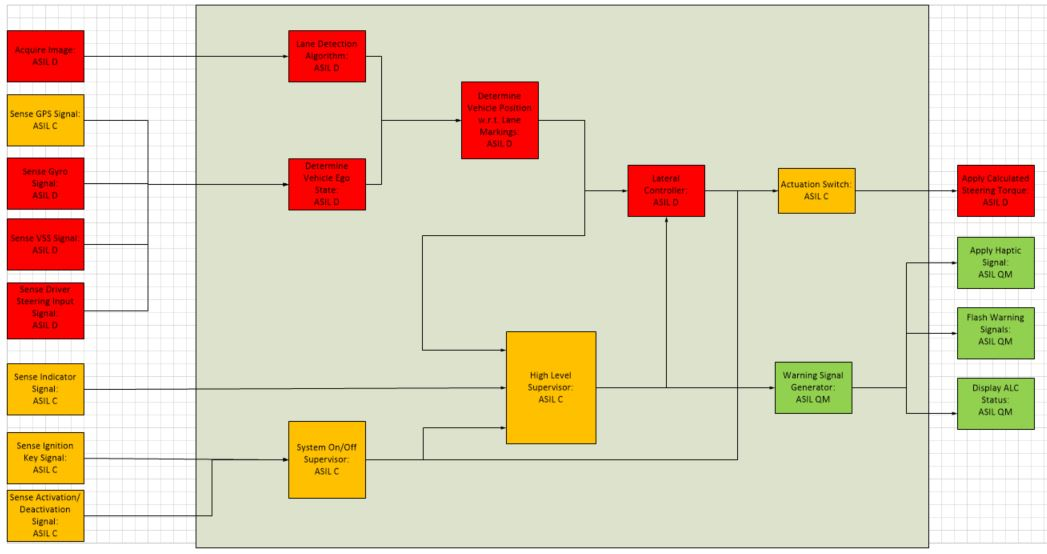 Acquire Image:
ASIL D
Sense GPS Signal:
ASIL C
Sense Gyro
Signal:
ASIL D
Sense VSS Signal:
ASIL D
Sense Driver
Steering Input
Signal:
ASIL D
Sense Indicator
Signal:
ASIL C
Sense Ignition
Key Signal:
ASIL C
Sense Activation/
Deactivation
Signal:
ASIL C
Lane Detection
Algorithm:
ASIL D
Determine
Vehicle Ego
State:
ASIL D
System On/Off
Supervisor:
ASIL C
Determine
Vehicle Position
w.r.t. Lane
Markings:
ASIL D
High Level
Supervisor:
ASIL C
Lateral
Controller:
ASIL D
Actuation Switch:
ASIL C
Warning Signal
Generator:
ASIL QM
Apply Calculated
Steering Torque:
ASIL D
Apply Haptic
Signal:
ASIL QM
Flash Warning
Signals:
ASIL QM
Display ALC
Status:
ASIL QM